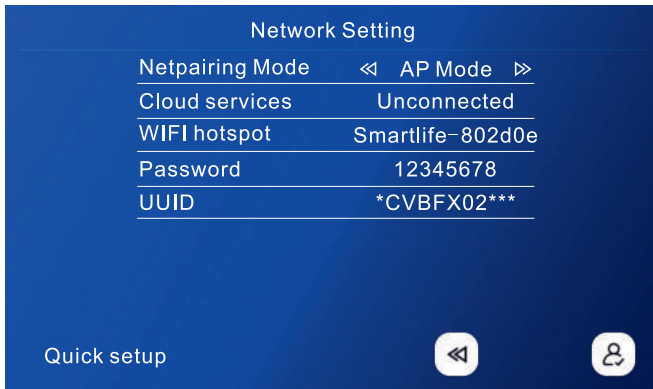 Network Setting
Netpairing Mode AP Mode
Cloud services Unconnected
WIFI hotspot Smartlife-802d0e
Password 12345678
UUID *CVBFX02***
Quick setup